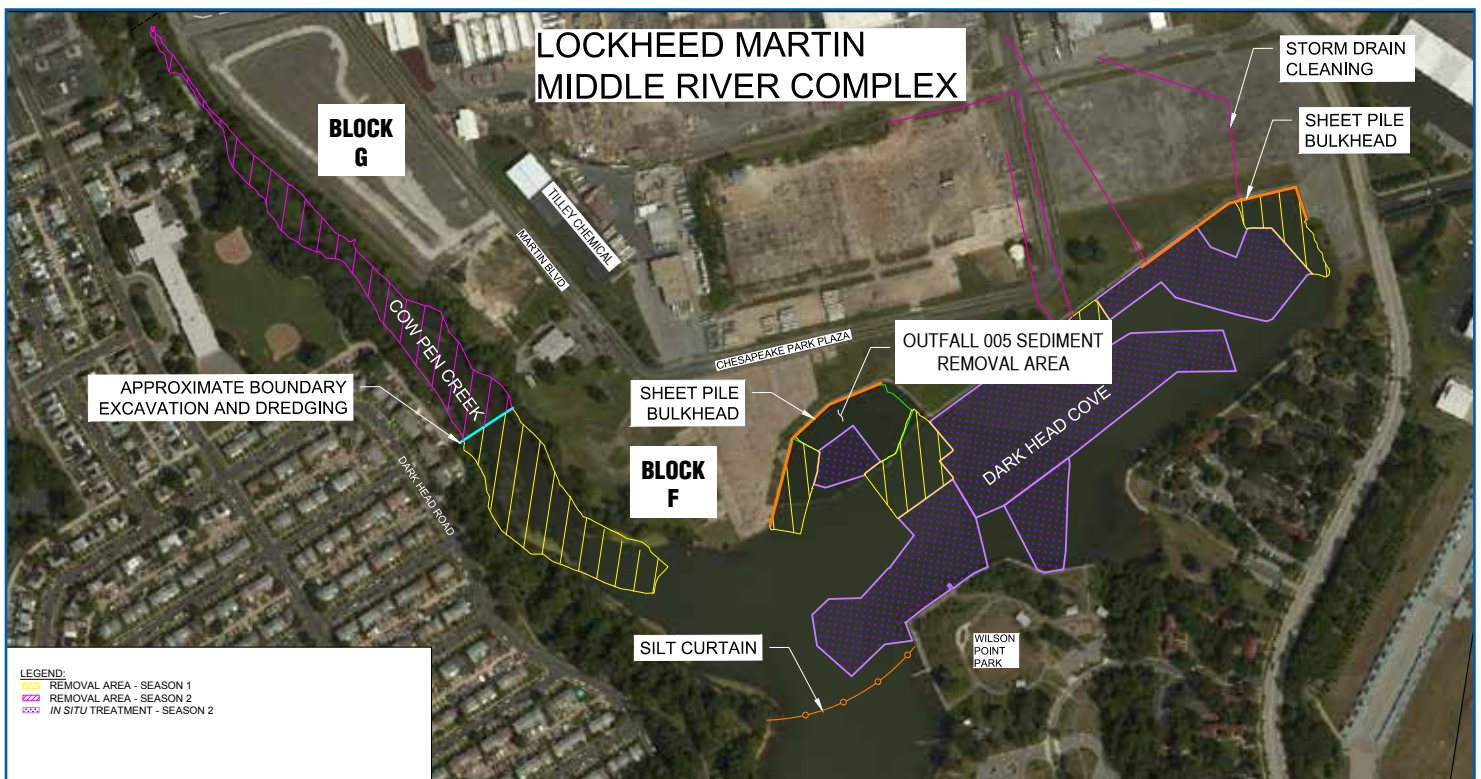 LOCKHEED MARTIN
MIDDLE RIVER COMPLEX
STORM DRAIN
CLEANING
SHEET PILE
BULKHEAD
BLOCK
G
TILLEY CHEMICAL
MARTIN BLVD
COW PEN CREEK
CHESAPEAKE PARK PLAZA
OUTFALL 005 SEDIMENT
REMOVAL AREA
APPROXIMATE BOUNDARY
EXCAVATION AND DREDGING
SHEET PILE
BULKHEAD
DARK HEAD COVE
BLOCK
F
DARK HEAD ROAD
SILT CURTAIN
WILSON
POINT
PARK
LEGEND:
REMOVAL AREA - SEASON 1
REMOVAL AREA - SEASON 2
IN SITU TREATMENT - SEASON 2